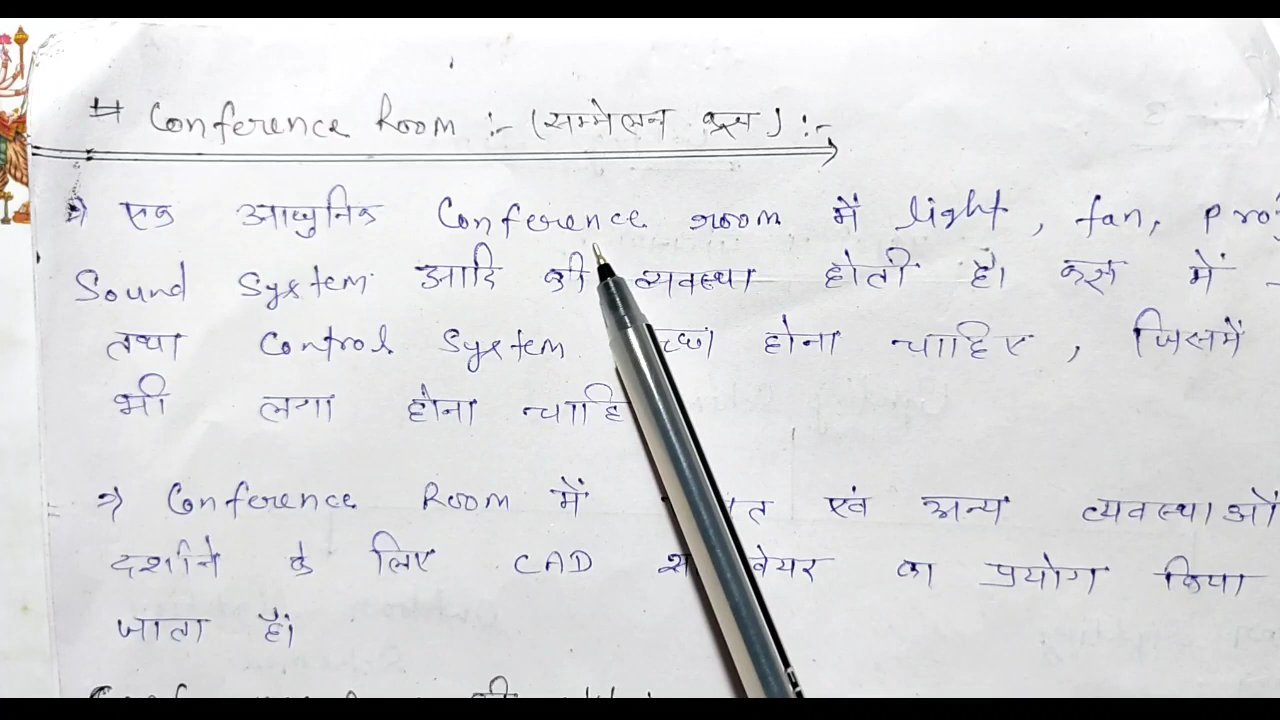 # Conference Room :- (सम्मेलन कक्ष) :-
⇒ एक आधुनिक Conference room में light, fan,
Sound System आदि की व्यवस्था होती है। कक्ष में
तथा Control System होना चाहिए, जिसमें
भी लगा होना
⇒ Conference Room में एवं अन्य व्यवस्थाओं
दर्शाने के लिए CAD का प्रयोग किया
जाता है।